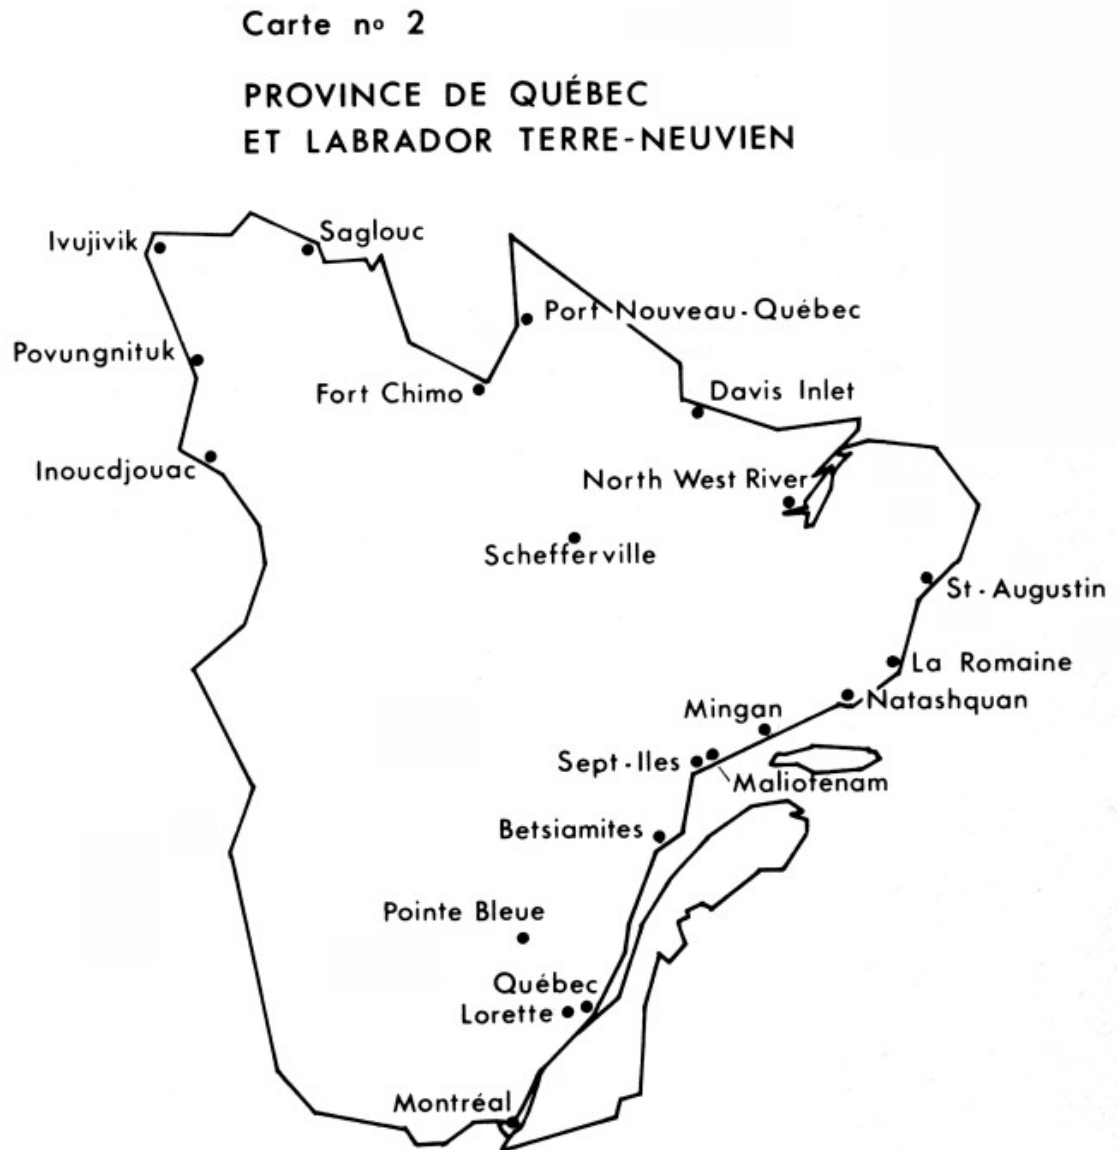 Carte nº 2
PROVINCE DE QUÉBEC
ET LABRADOR TERRE-NEUVIEN
Ivujivik
Saglouc
Port Nouveau-Québec
Povungnituk
Fort Chimo
Davis Inlet
Inoucdjouac
North West River
Schefferville
St-Augustin
La Romaine
Natashquan
Mingan
Sept-Iles
Maliotenam
Betsiamites
Pointe Bleue
Québec
Lorette
Montréal